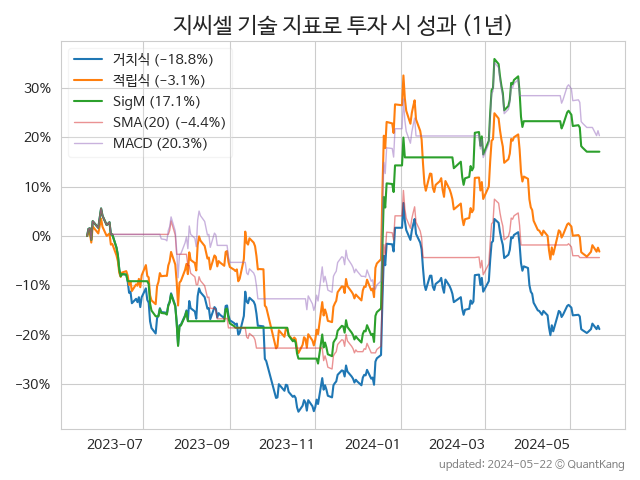 지씨셀 기술 지표로 투자 시 성과 (1년)
거치식 (−18.8%)
적립식 (−3.1%)
SigM (17.1%)
SMA(20) (−4.4%)
MACD (20.3%)
30%
20%
10%
0%
−10%
−20%
−30%
2023−07
2023−09
2023−11
2024−01
2024−03
2024−05
updated: 2024−05−22 © QuantKang